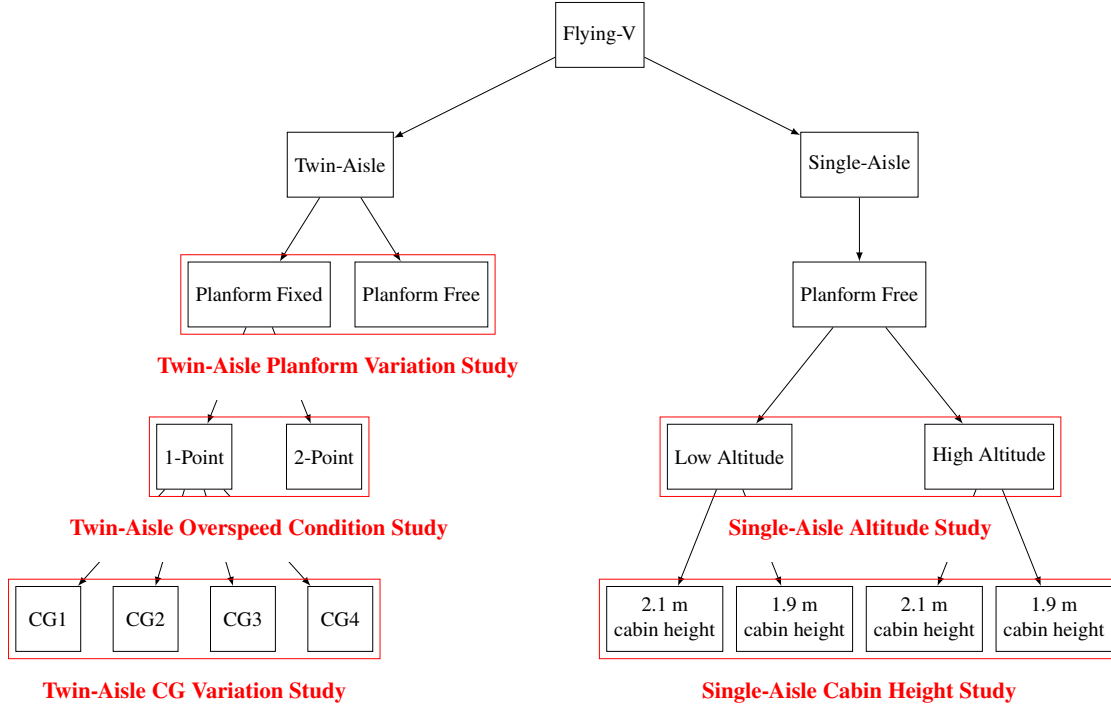 Flying-V
Twin-Aisle
Single-Aisle
Planform Fixed
Planform Free
Planform Free
Twin-Aisle Planform Variation Study
1-Point
2-Point
Low Altitude
High Altitude
Twin-Aisle Overspeed Condition Study
Single-Aisle Altitude Study
CG1
CG2
CG3
CG4
2.1 m
cabin height
1.9 m
cabin height
2.1 m
cabin height
1.9 m
cabin height
Twin-Aisle CG Variation Study
Single-Aisle Cabin Height Study